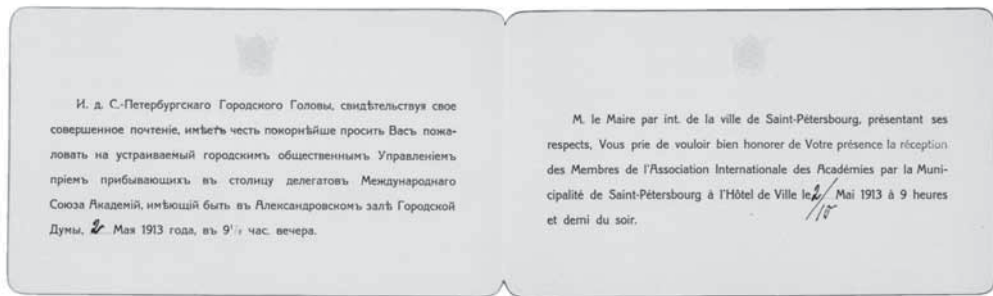 И. д. С.-Петербургскаго Городского Головы, свидѣтельствуя свое
совершенное почтеніе, имѣетъ честь покорнѣйше просить Васъ пожа-
ловать на устраиваемый городскимъ общественнымъ Управленіемъ
пріемъ прибывающихъ въ столицу делегатовъ Международнаго
Союза Академій, имѣющій быть въ Александровскомъ залѣ Городской
Думы, 2 Мая 1913 года, въ 9½ час. вечера.
M. le Maire par int. de la ville de Saint-Pétersbourg, présentant ses
respects, Vous prie de vouloir bien honorer de Votre présence la réception
des Membres de l'Association Internationale des Académies par la Muni-
cipalité de Saint-Pétersbourg à l'Hôtel de Ville le 2/15 Mai 1913 à 9 heures
et demi du soir.